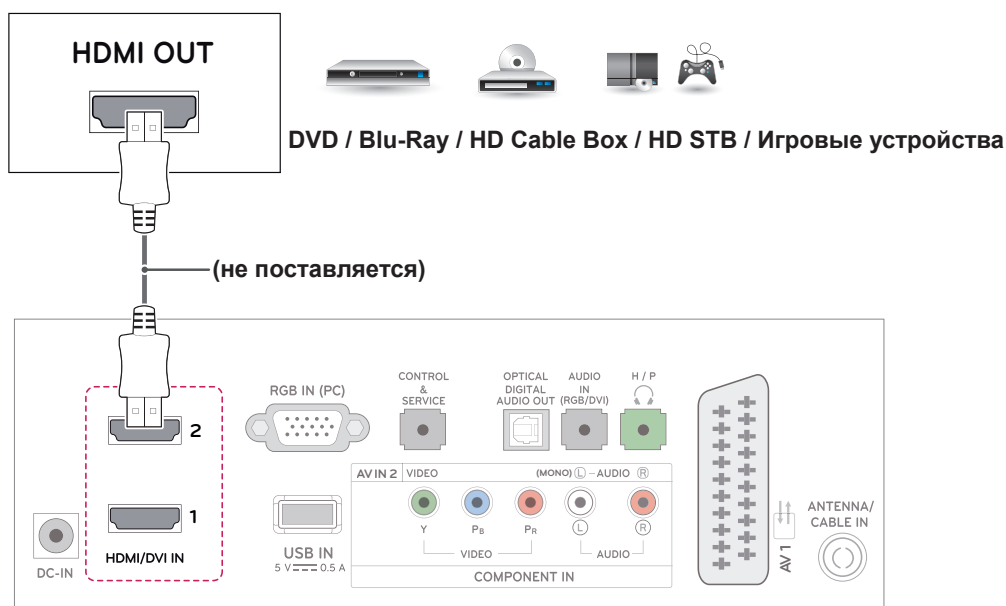 HDMI OUT
DVD / Blu-Ray / HD Cable Box / HD STB / Игровые устройства
(не поставляется)
RGB IN (PC)
CONTROL
&
SERVICE
OPTICAL
DIGITAL
AUDIO OUT
AUDIO
IN
(RGB/DVI)
H / P
2
1
HDMI/DVI IN
DC-IN
USB IN
5 V 0.5 A
AV IN 2
VIDEO
(MONO) L – AUDIO R
Y
PB
PR
L
R
VIDEO
AUDIO
COMPONENT IN
AV 1
ANTENNA/
CABLE IN